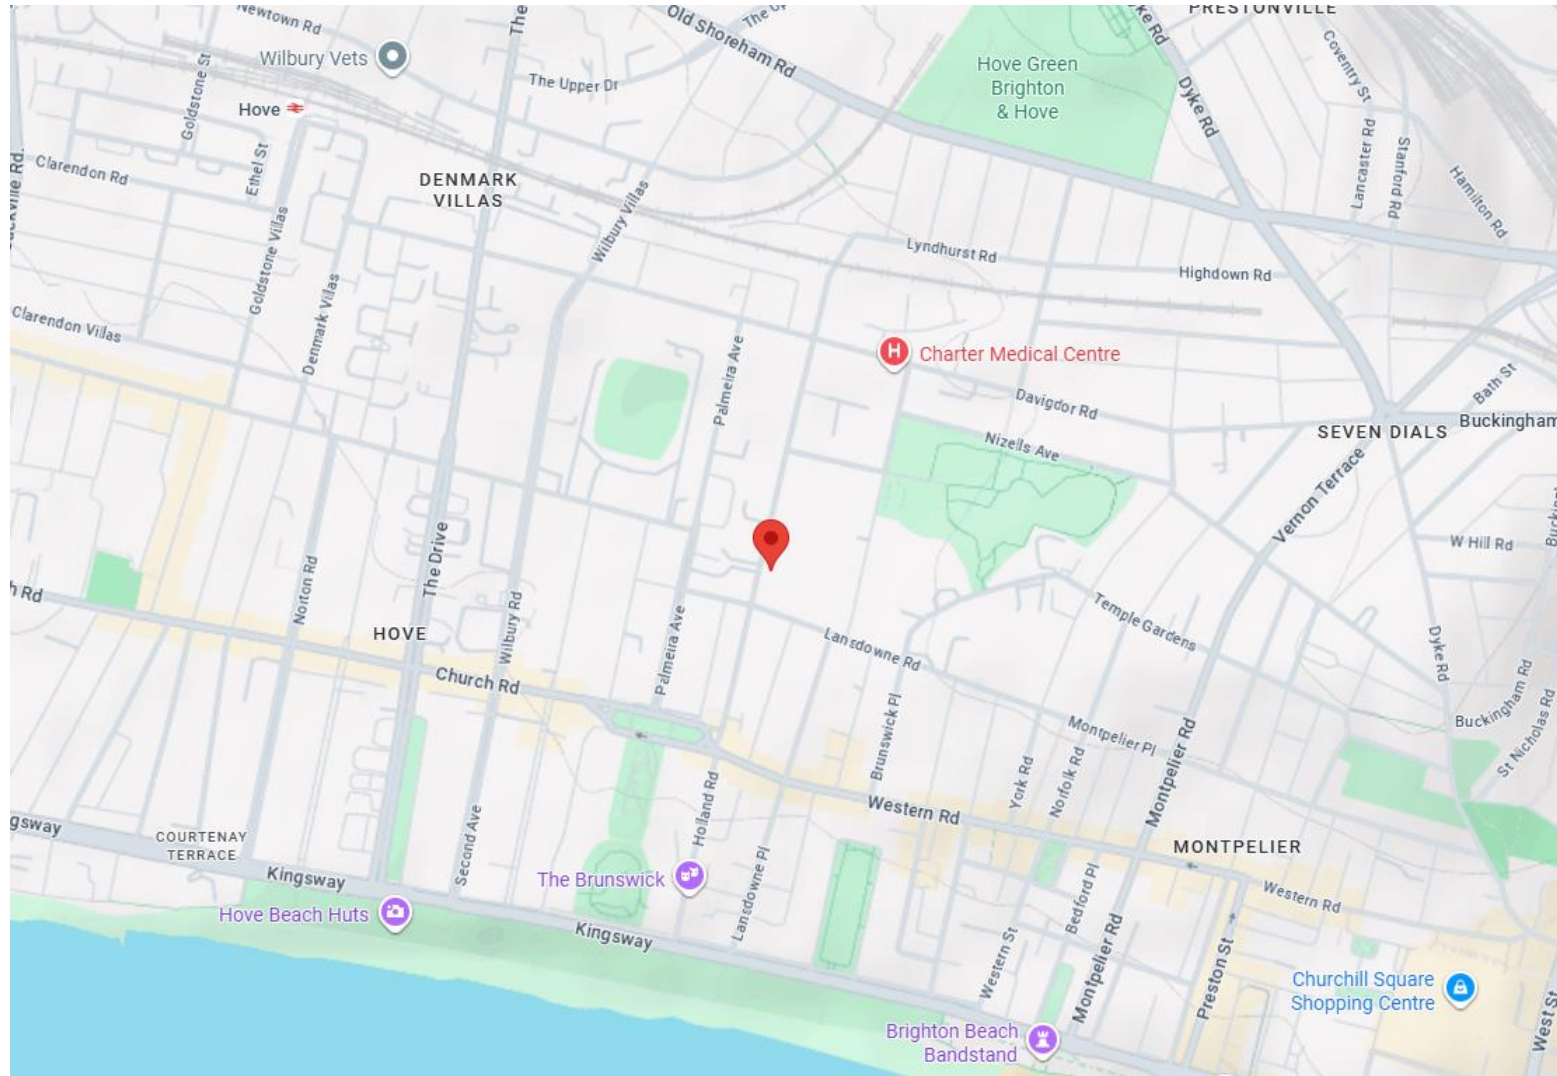 Newtown Rd
The
Old Shoreham Rd
PRESTONVILLE
Wilbury Vets
The Upper Dr
Hove Green
Brighton
& Hove
Dyke Rd
Coventry St
Goldstone St
Hove
Lancaster Rd
Stanford Rd
Hamilton Rd
Clarendon Rd
Ethel St
DENMARK
VILLAS
Wilbury Villas
Goldstone Villas
Lyndhurst Rd
Highdown Rd
Clarendon Villas
Denmark Villas
Palmeira Ave
Charter Medical Centre
Davigdor Rd
Bath St
Nizells Ave
SEVEN DIALS
Buckingham
Vernon Terrace
The Drive
W Hill Rd
Norton Rd
Wilbury Rd
HOVE
Palmeira Ave
Lansdowne Rd
Temple Gardens
Dyke Rd
Church Rd
Buckingham Rd
St Nicholas Rd
Brunswick Pl
Montpelier Pl
Montpelier Rd
York Rd
Norfolk Rd
Holland Rd
Western Rd
COURTENAY
TERRACE
Second Ave
MONTPELIER
Kingsway
The Brunswick
Lansdowne Pl
Bedford Pl
Western Rd
Hove Beach Huts
Kingsway
Western St
Montpelier Rd
Preston St
Churchill Square
Shopping Centre
West St
Brighton Beach
Bandstand